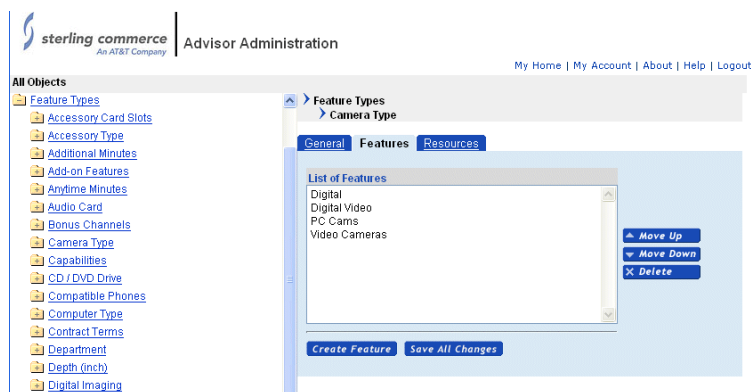 sterling commerce
An AT&T Company
Advisor Administration
My Home | My Account | About | Help | Logout
All Objects
Feature Types
Accessory Card Slots
Accessory Type
Additional Minutes
Add-on Features
Anytime Minutes
Audio Card
Bonus Channels
Camera Type
Capabilities
CD / DVD Drive
Compatible Phones
Computer Type
Contract Terms
Department
Depth (inch)
Digital Imaging
Feature Types
Camera Type
General Features Resources
List of Features
Digital
Digital Video
PC Cams
Video Cameras
Move Up
Move Down
X Delete
Create Feature Save All Changes